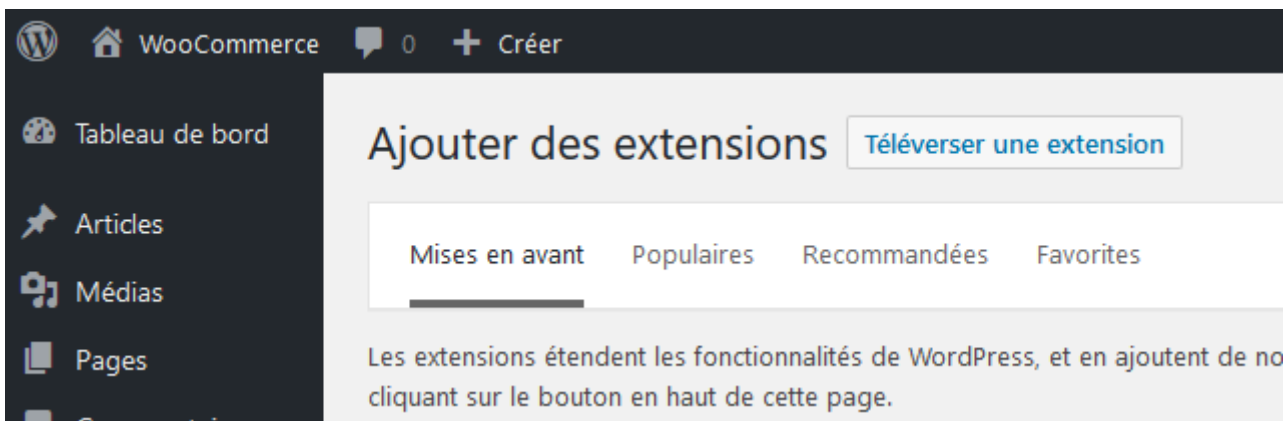 WooCommerce 0 Créer
Tableau de bord
Ajouter des extensions Téléverser une extension
Articles
Mises en avant Populaires Recommandées Favorites
Médias
Pages
Les extensions étendent les fonctionnalités de WordPress, et en ajoutent de no
cliquant sur le bouton en haut de cette page.